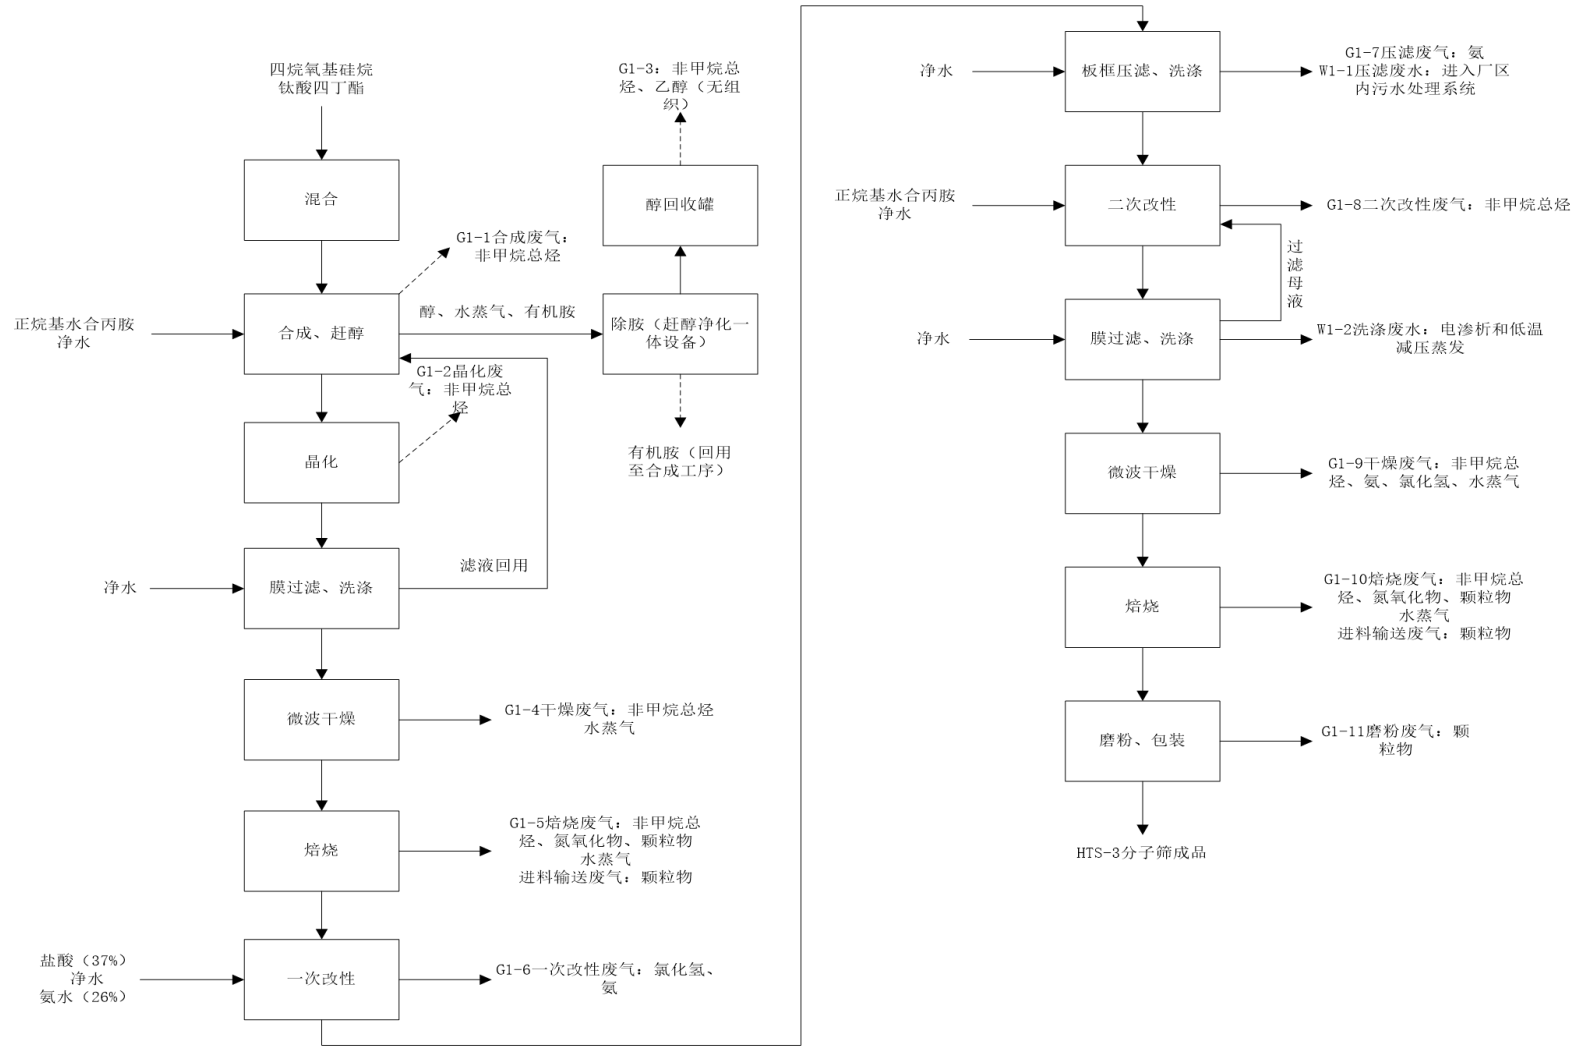 四烷氧基硅烷
钛酸四丁酯
混合
G1-1合成废气：
非甲烷总烃
正烷基水合丙胺
净水
合成、赶醇
醇、水蒸气、有机胺
除胺（赶醇净化一
体设备）
醇回收罐
G1-3：非甲烷总
烃、乙醇（无组
织）
有机胺（回用
至合成工序）
G1-2晶化废
气：非甲烷总
烃
晶化
净水
膜过滤、洗涤
滤液回用
微波干燥
G1-4干燥废气：非甲烷总烃
水蒸气
焙烧
G1-5焙烧废气：非甲烷总
烃、氮氧化物、颗粒物
水蒸气
进料输送废气：颗粒物
盐酸（37%）
净水
氨水（26%）
一次改性
G1-6一次改性废气：氯化氢、
氨
净水
板框压滤、洗涤
G1-7压滤废气：氨
W1-1压滤废水：进入厂区
内污水处理系统
正烷基水合丙胺
净水
二次改性
G1-8二次改性废气：非甲烷总烃
过
滤
母
液
净水
膜过滤、洗涤
W1-2洗涤废水：电渗析和低温
减压蒸发
微波干燥
G1-9干燥废气：非甲烷总
烃、氨、氯化氢、水蒸气
焙烧
G1-10焙烧废气：非甲烷总
烃、氮氧化物、颗粒物
水蒸气
进料输送废气：颗粒物
磨粉、包装
G1-11磨粉废气：颗
粒物
HTS-3分子筛成品